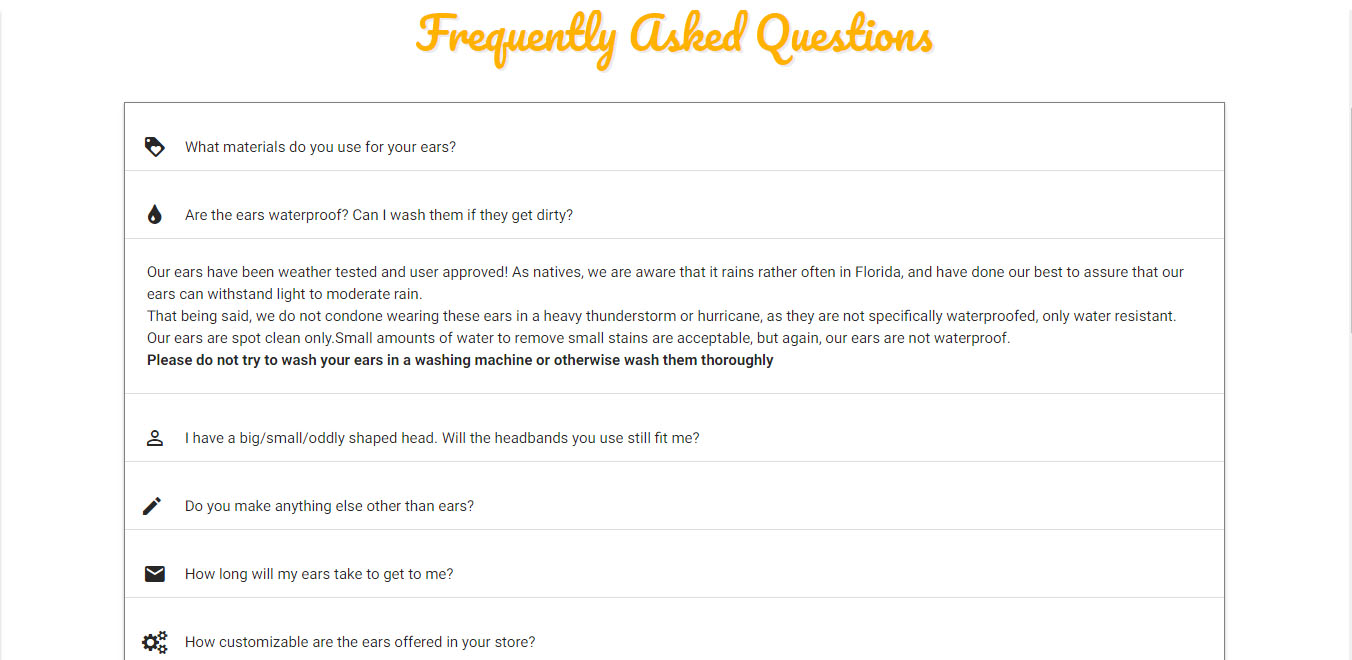 Frequently Asked Questions
What materials do you use for your ears?
Are the ears waterproof? Can I wash them if they get dirty?
Our ears have been weather tested and user approved! As natives, we are aware that it rains rather often in Florida, and have done our best to assure that our
ears can withstand light to moderate rain.
That being said, we do not condone wearing these ears in a heavy thunderstorm or hurricane, as they are not specifically waterproofed, only water resistant.
Our ears are spot clean only.Small amounts of water to remove small stains are acceptable, but again, our ears are not waterproof.
Please do not try to wash your ears in a washing machine or otherwise wash them thoroughly
I have a big/small/oddly shaped head. Will the headbands you use still fit me?
Do you make anything else other than ears?
How long will my ears take to get to me?
How customizable are the ears offered in your store?